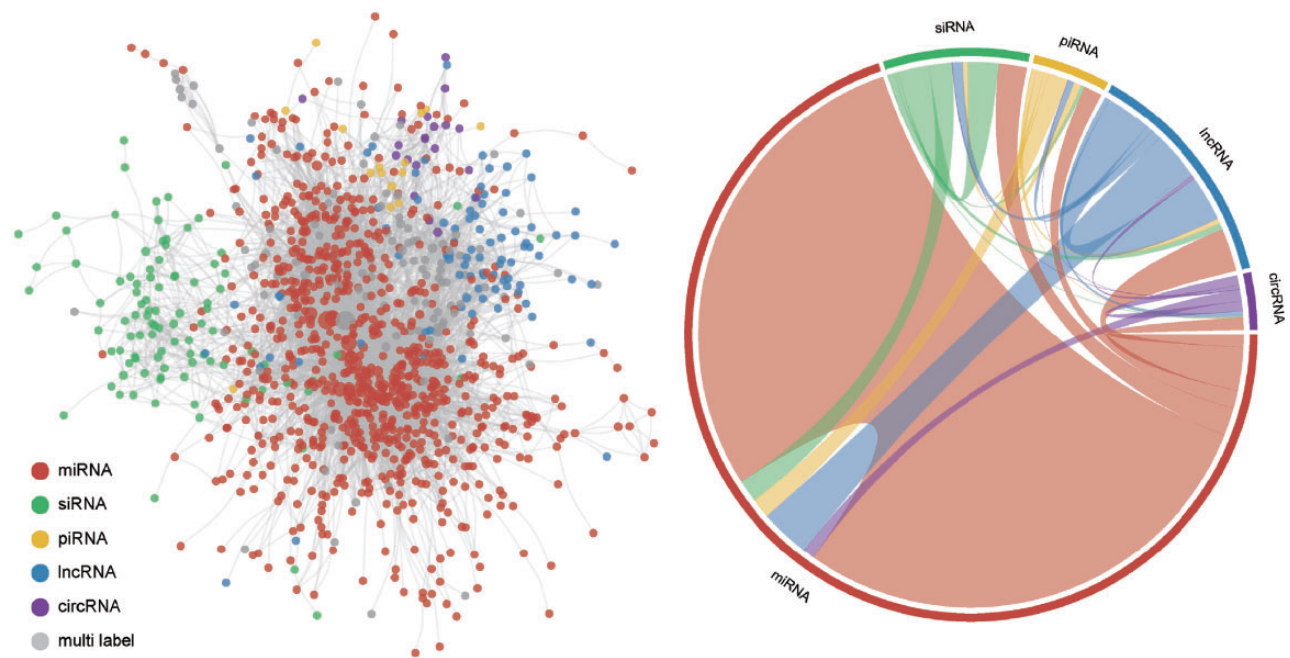 miRNA
siRNA
piRNA
lncRNA
circRNA
multi label
siRNA
piRNA
lncRNA
circRNA
miRNA